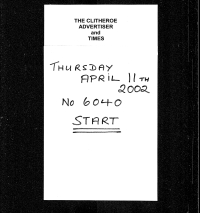 THE CLITHEROE
ADVERTISER
and
TIMES
THURSDAY
APRIL 11TH
2002
No 6040
START